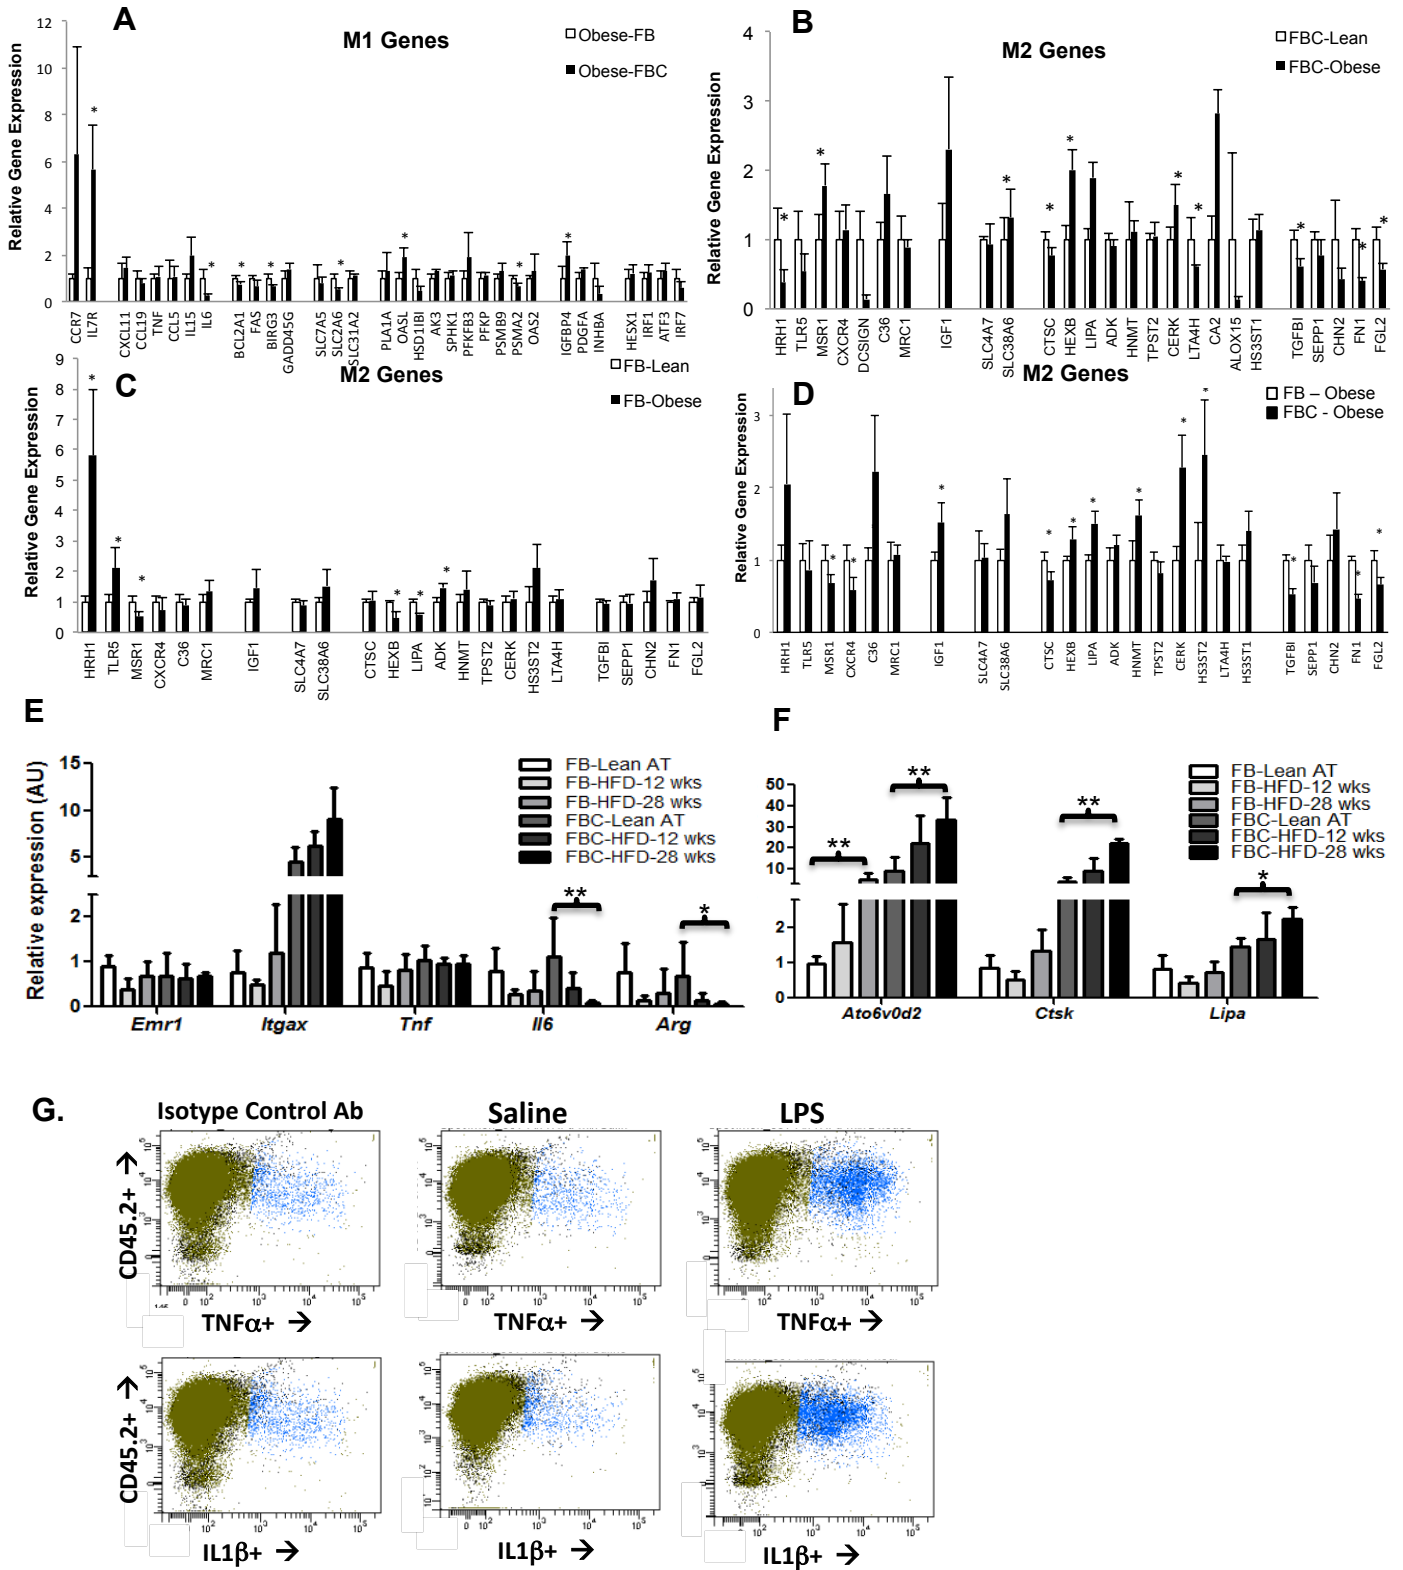 A
M1 Genes
Obese-FB
Obese-FBC
Relative Gene Expression
12
10
8
6
4
2
0
* * * * * * * *
CCR7 IL7R CXCL11 CCL19 TNF CCL5 IL15 IL6 BCL2A1 FAS BIRG3 GADD45G SLC7A5 SLC2A6 SLC31A2 PLA1A OASL HSD1IBI AK3 SPHK1 PFKFB3 PFKP PSMB9 PSMA2 OAS2 IGFBP4 PDGFA INHBA HESX1 IRF1 ATF3 IRF7
B
M2 Genes
FBC-Lean
FBC-Obese
Relative Gene Expression
4
3
2
1
0
* * * * * * * * * *
HRH1 TLR5 MSR1 CXCR4 DCSIGN C36 MRC1 IGF1 SLC4A7 SLC38A6 CTSC HEXB LIPA ADK HNMT TPST2 CERK LTA4H CA2 ALOX15 HS3ST1 TGFBI SEPP1 CHN2 FN1 FGL2
C
M2 Genes
FB-Lean
FB-Obese
Relative Gene Expression
9
8
7
6
5
4
3
2
1
0
* * * * * *
HRH1 TLR5 MSR1 CXCR4 C36 MRC1 IGF1 SLC4A7 SLC38A6 CTSC HEXB LIPA ADK HNMT TPST2 CERK HS3ST2 LTA4H TGFBI SEPP1 CHN2 FN1 FGL2
D
M2 Genes
FB – Obese
FBC - Obese
Relative Gene Expression
3
2
1
0
* * * * * * * * * * * *
HRH1 TLR5 MSR1 CXCR4 C36 MRC1 IGF1 SLC4A7 SLC38A6 CTSC HEXB LIPA ADK HNMT TPST2 CERK HS3ST2 LTA4H HS3ST1 TGFBI SEPP1 CHN2 FN1 FGL2
E
Relative expression (AU)
15
10
5
2
1
0
FB-Lean AT
FB-HFD-12 wks
FB-HFD-28 wks
FBC-Lean AT
FBC-HFD-12 wks
FBC-HFD-28 wks
** *
Emr1 Itgax Tnf Il6 Arg
F
50
40
30
20
10
2
1
0
FB-Lean AT
FB-HFD-12 wks
FB-HFD-28 wks
FBC-Lean AT
FBC-HFD-12 wks
FBC-HFD-28 wks
** ** ** *
Ato6v0d2 Ctsk Lipa
G.
Isotype Control Ab Saline LPS
CD45.2+ →
0 10² 10³ 10⁴ 10⁵
TNFα+ → TNFα+ → TNFα+ →
CD45.2+ →
10² 10³ 10⁴ 10⁵
IL1β+ → IL1β+ → IL1β+ →